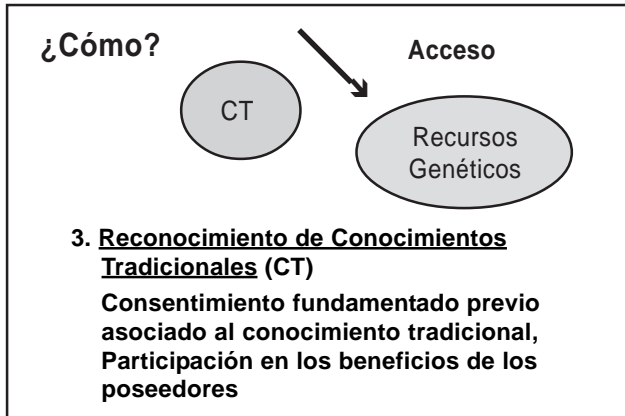 ¿Cómo?
Acceso
CT
Recursos
Genéticos
3. Reconocimiento de Conocimientos
Tradicionales (CT)
Consentimiento fundamentado previo
asociado al conocimiento tradicional,
Participación en los beneficios de los
poseedores